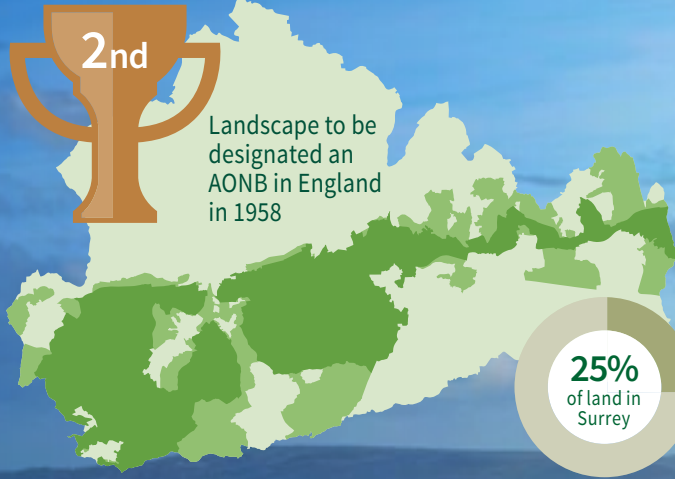 2nd
Landscape to be
designated an
AONB in England
in 1958
25%
of land in
Surrey